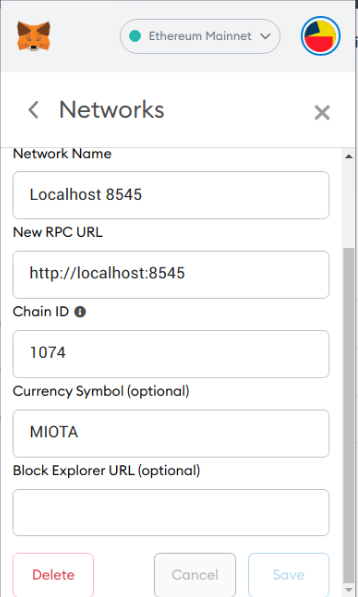 Ethereum Mainnet
Networks
Network Name
Localhost 8545
New RPC URL
http://localhost:8545
Chain ID
1074
Currency Symbol (optional)
MIOTA
Block Explorer URL (optional)
Delete
Cancel
Save